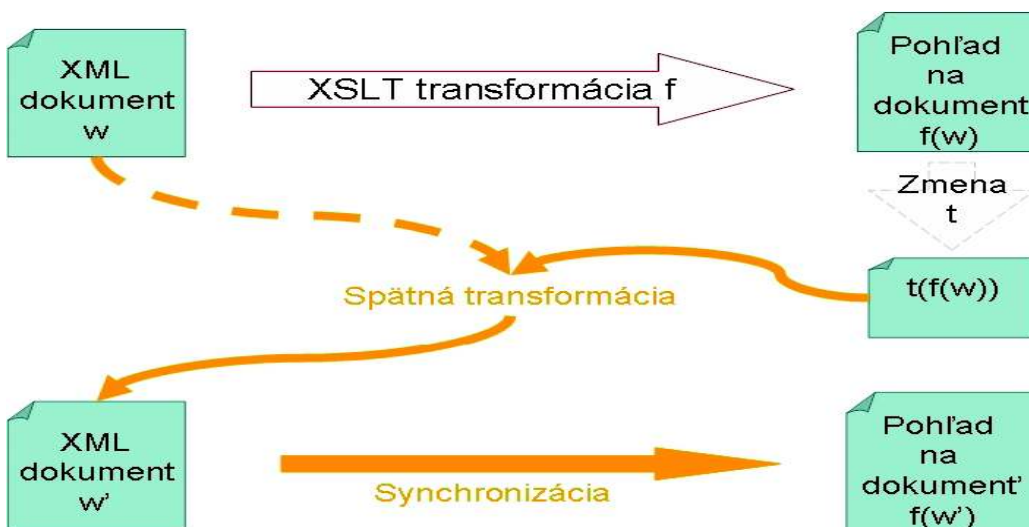 XML
dokument
w
XSLT transformácia f
Pohľad
na
dokument
f(w)
Zmena
t
Spätná transformácia
t(f(w))
XML
dokument
w'
Synchronizácia
Pohľad
na
dokument'
f(w')